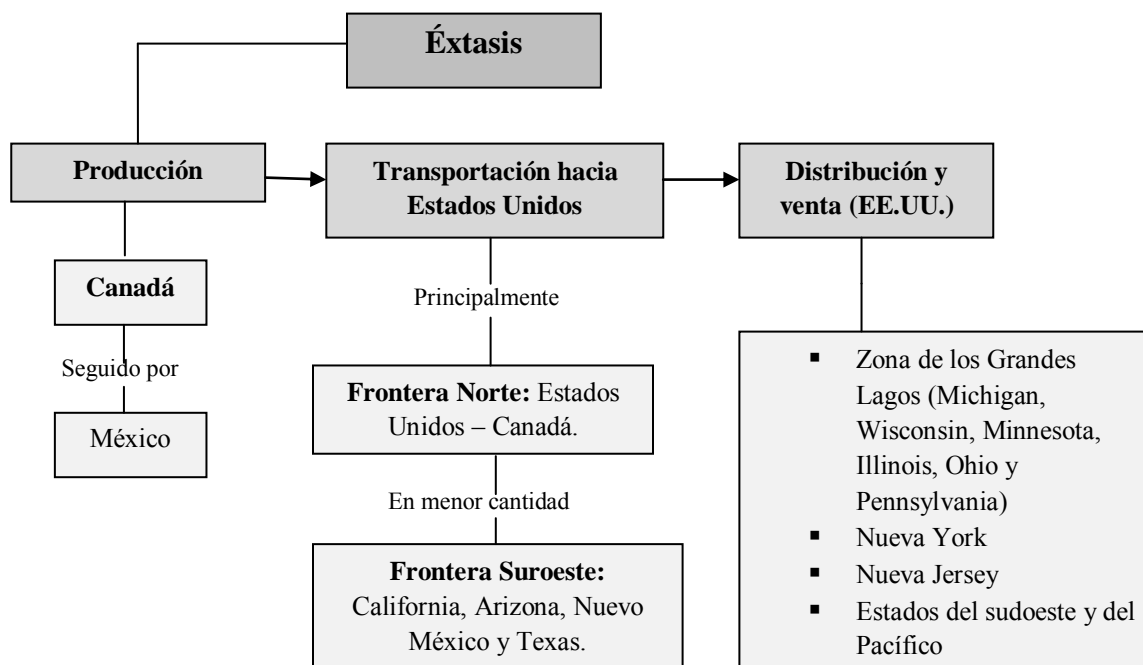 Éxtasis
Producción
Transportación hacia
Estados Unidos
Distribución y
venta (EE.UU.)
Canadá
Seguido por
México
Principalmente
Frontera Norte: Estados
Unidos – Canadá.
En menor cantidad
Frontera Suroeste:
California, Arizona, Nuevo
México y Texas.
▪ Zona de los Grandes
Lagos (Michigan,
Wisconsin, Minnesota,
Illinois, Ohio y
Pennsylvania)
▪ Nueva York
▪ Nueva Jersey
▪ Estados del sudoeste y del
Pacífico